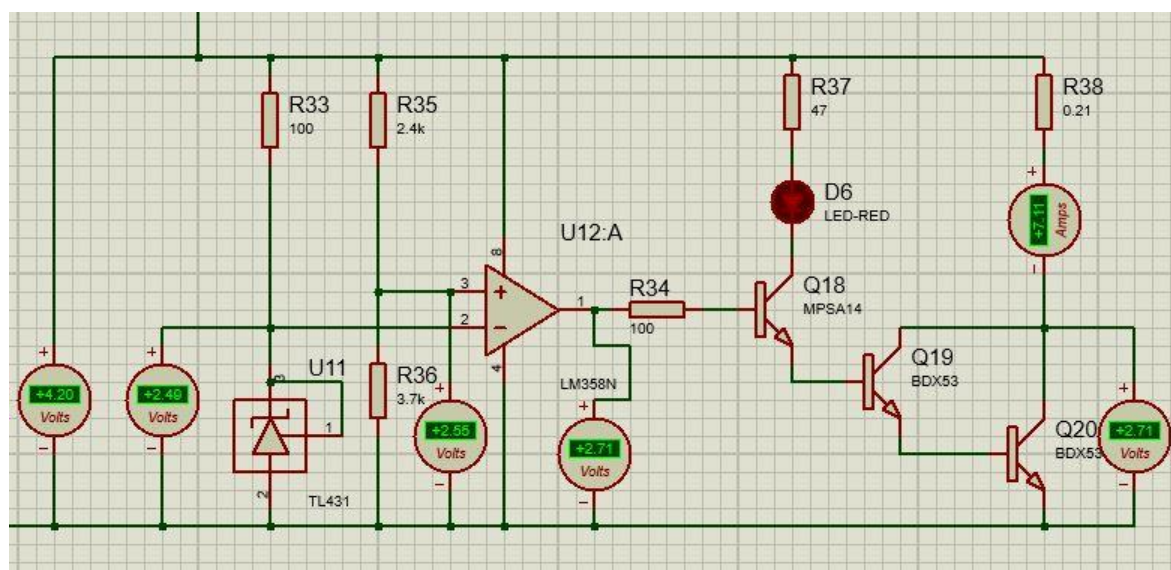 R33
100
R35
2.4k
R37
47
R38
0.21
D6
LED-RED
+7.11
Amps
U12:A
8
3
2
1
4
R34
100
Q18
MPSA14
+4.20
Volts
+2.49
Volts
U11
3
1
2
TL431
R36
3.7k
+2.55
Volts
LM358N
+2.71
Volts
Q19
BDX53
Q20
BDX53
+2.71
Volts